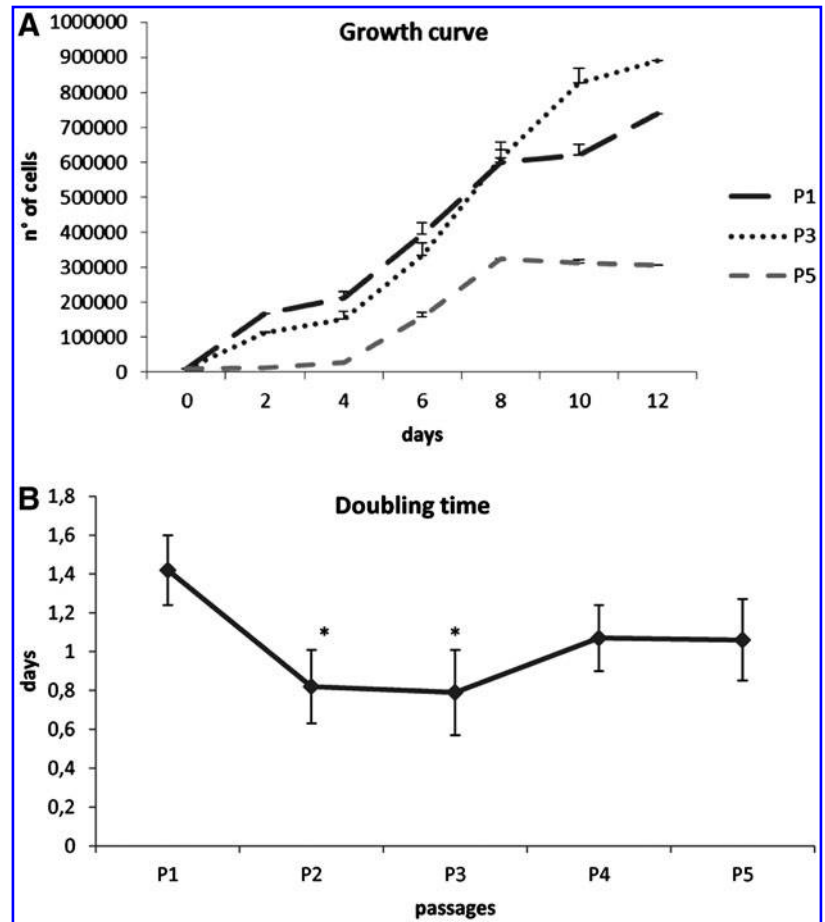 A
Growth curve
1000000
900000
800000
700000
600000
500000
400000
300000
200000
100000
0
n° of cells
0 2 4 6 8 10 12
days
P1
P3
P5
B
Doubling time
1,8
1,6
1,4
1,2
1
0,8
0,6
0,4
0,2
0
days
* *
P1 P2 P3 P4 P5
passages